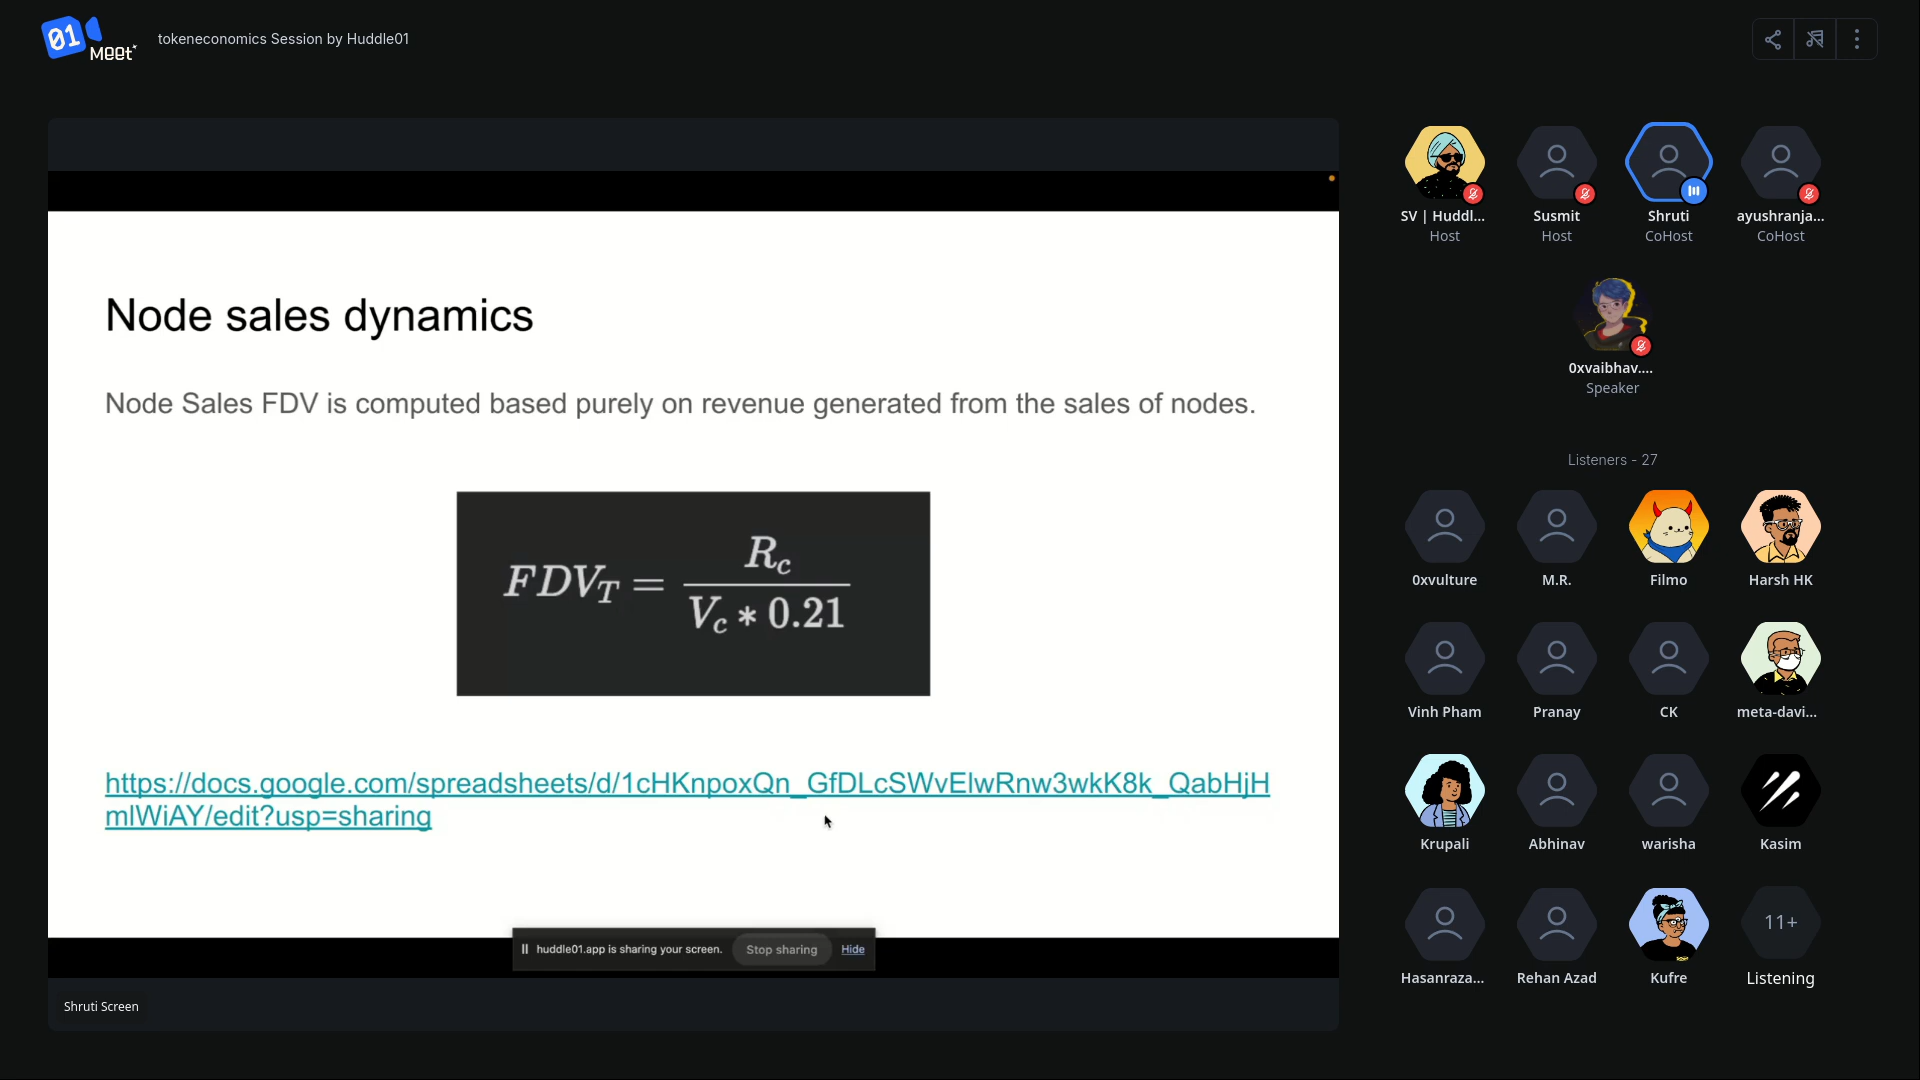 01
Meet
tokeneconomics Session by Huddle01
Node sales dynamics
Node Sales FDV is computed based purely on revenue generated from the sales of nodes.
FDV_T = R_c / V_c * 0.21
https://docs.google.com/spreadsheets/d/1cHKnpoxQn_GfDLcSWvElwRnw3wkK8k_QabHjH
mlWiAY/edit?usp=sharing
huddle01.app is sharing your screen. Stop sharing Hide
Shruti Screen
SV | Huddl... Susmit Shruti ayushranja...
Host Host CoHost CoHost
0xvaibhav....
Speaker
Listeners - 27
0xvulture M.R. Filmo Harsh HK
Vinh Pham Pranay CK meta-davi...
Krupali Abhinav warisha Kasim
11+
Hasanraza... Rehan Azad Kufre Listening